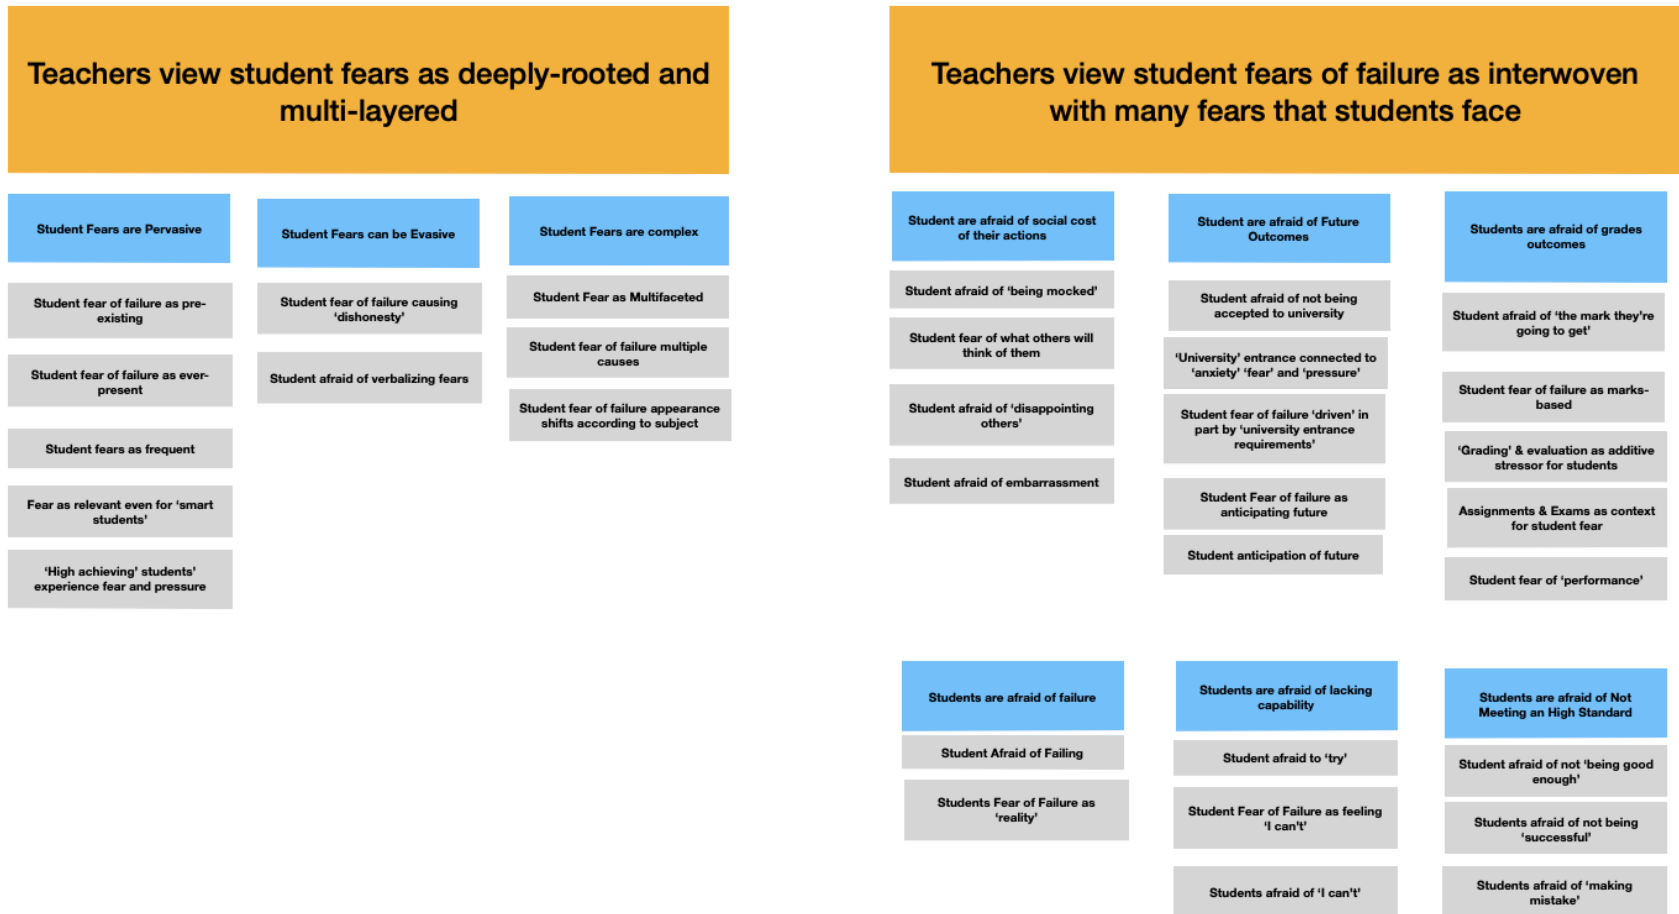 Teachers view student fears as deeply-rooted and
multi-layered
Student Fears are Pervasive
Student fear of failure as pre-
existing
Student fear of failure as ever-
present
Student fears as frequent
Fear as relevant even for ‘smart
students’
‘High achieving’ students’
experience fear and pressure
Student Fears can be Evasive
Student fear of failure causing
‘dishonesty’
Student afraid of verbalizing fears
Student Fears are complex
Student Fear as Multifaceted
Student fear of failure multiple
causes
Student fear of failure appearance
shifts according to subject
Teachers view student fears of failure as interwoven
with many fears that students face
Student are afraid of social cost
of their actions
Student afraid of ‘being mocked’
Student fear of what others will
think of them
Student afraid of ‘disappointing
others’
Student afraid of embarrassment
Student are afraid of Future
Outcomes
Student afraid of not being
accepted to university
‘University’ entrance connected to
‘anxiety’ ‘fear’ and ‘pressure’
Student fear of failure ‘driven’ in
part by ‘university entrance
requirements’
Student Fear of failure as
anticipating future
Student anticipation of future
Students are afraid of grades
outcomes
Student afraid of ‘the mark they’re
going to get’
Student fear of failure as marks-
based
‘Grading’ & evaluation as additive
stressor for students
Assignments & Exams as context
for student fear
Student fear of ‘performance’
Students are afraid of failure
Student Afraid of Failing
Students Fear of Failure as
‘reality’
Students are afraid of lacking
capability
Student afraid to ‘try’
Student Fear of Failure as feeling
‘I can’t’
Students afraid of ‘I can’t’
Students are afraid of Not
Meeting an High Standard
Student afraid of not ‘being good
enough’
Students afraid of not being
‘successful’
Students afraid of ‘making
mistake’